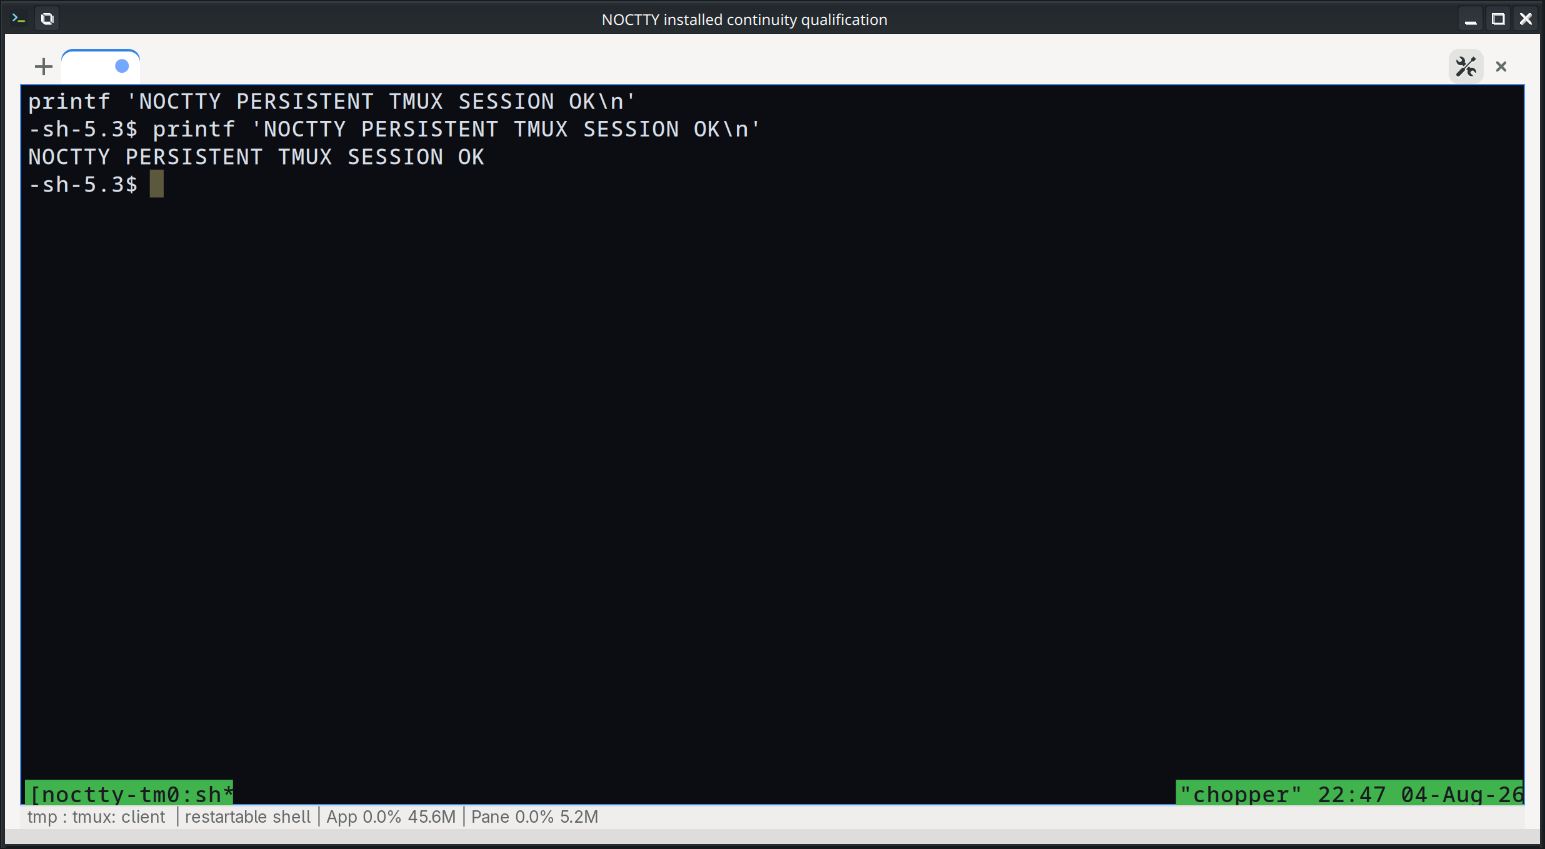 NOCTTY installed continuity qualification
printf 'NOCTTY PERSISTENT TMUX SESSION OK\n'
-sh-5.3$ printf 'NOCTTY PERSISTENT TMUX SESSION OK\n'
NOCTTY PERSISTENT TMUX SESSION OK
-sh-5.3$
[noctty-tm0:sh* "chopper" 22:47 04-Aug-26
tmp : tmux: client | restartable shell | App 0.0% 45.6M | Pane 0.0% 5.2M